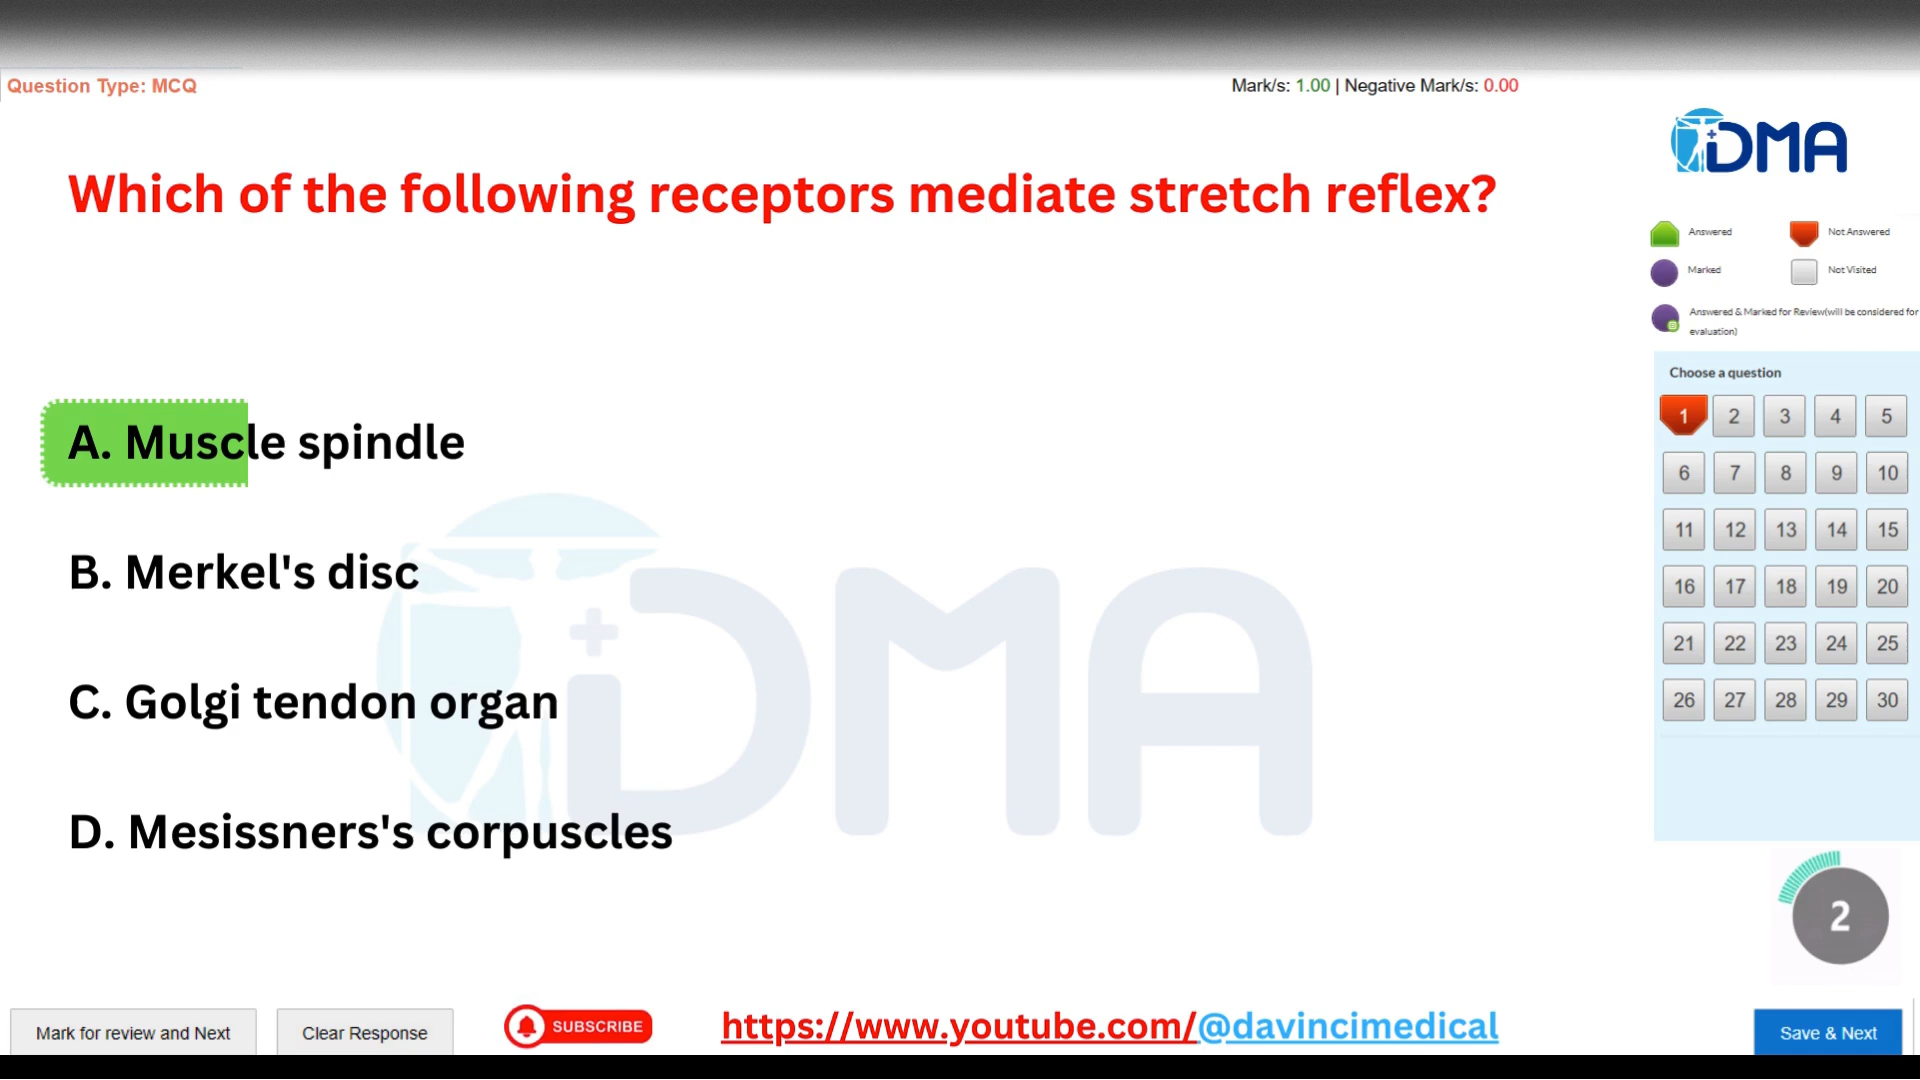 Question Type: MCQ
Mark/s: 1.00 | Negative Mark/s: 0.00
DMA
Which of the following receptors mediate stretch reflex?
Answered
Not Answered
Marked
Not Visited
Answered & Marked for Review(will be considered for
evaluation)
Choose a question
1 2 3 4 5
6 7 8 9 10
11 12 13 14 15
16 17 18 19 20
21 22 23 24 25
26 27 28 29 30
A. Muscle spindle
B. Merkel's disc
C. Golgi tendon organ
D. Mesissners's corpuscles
DMA
2
Mark for review and Next
Clear Response
SUBSCRIBE
https://www.youtube.com/@davincimedical
Save & Next